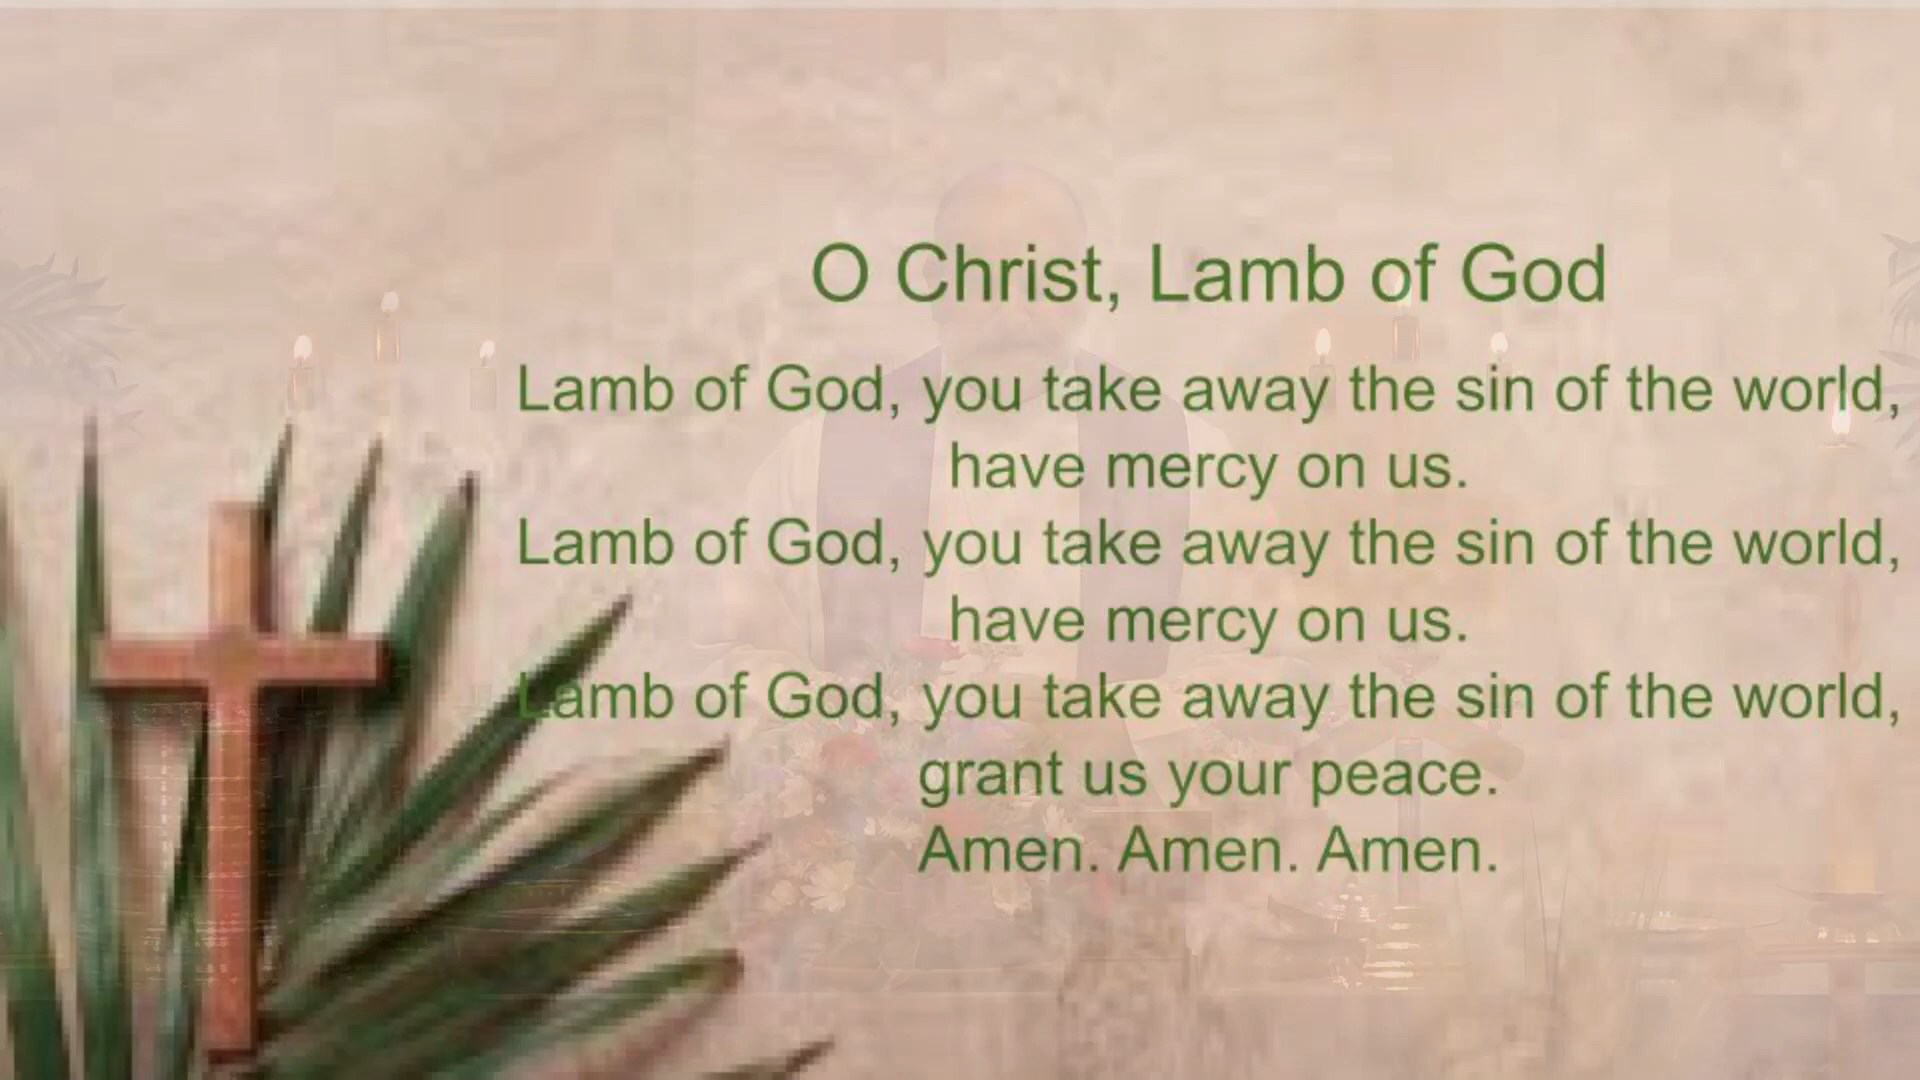 O Christ, Lamb of God
Lamb of God, you take away the sin of the world,
have mercy on us.
Lamb of God, you take away the sin of the world,
have mercy on us.
Lamb of God, you take away the sin of the world,
grant us your peace.
Amen. Amen. Amen.